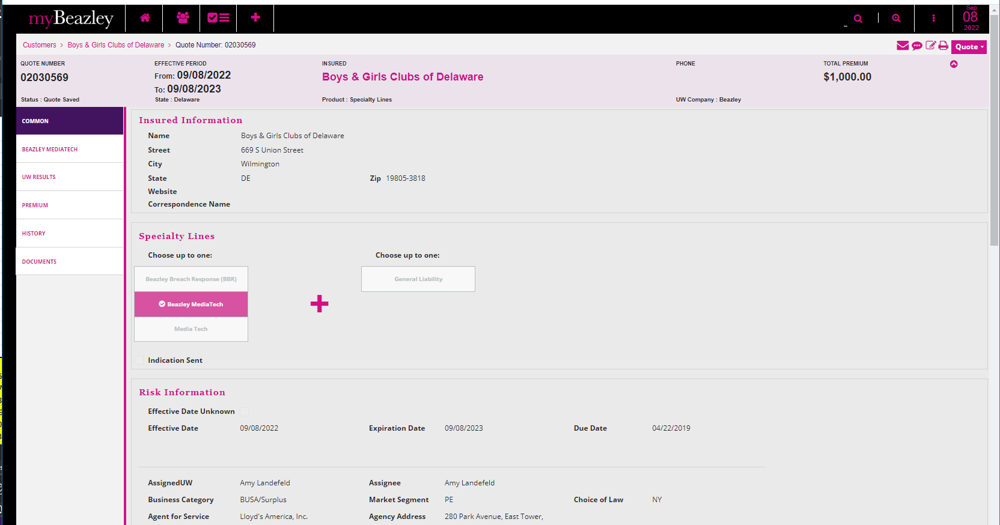 myBeazley
Sep
08
2022
Customers > Boys & Girls Clubs of Delaware > Quote Number: 02030569
Quote
QUOTE NUMBER EFFECTIVE PERIOD INSURED PHONE TOTAL PREMIUM
02030569 From: 09/08/2022 Boys & Girls Clubs of Delaware $1,000.00
To: 09/08/2023
Status : Quote Saved State : Delaware Product : Specialty Lines UW Company : Beazley
COMMON
BEAZLEY MEDIATECH
UW RESULTS
PREMIUM
HISTORY
DOCUMENTS
Insured Information
Name Boys & Girls Clubs of Delaware
Street 669 S Union Street
City Wilmington
State DE Zip 19805-3818
Website
Correspondence Name
Specialty Lines
Choose up to one: Choose up to one:
Beazley Breach Response (BBR) General Liability
Beazley MediaTech
Media Tech
Indication Sent
Risk Information
Effective Date Unknown
Effective Date 09/08/2022 Expiration Date 09/08/2023 Due Date 04/22/2019
AssignedUW Amy Landefeld Assignee Amy Landefeld
Business Category BUSA/Surplus Market Segment PE Choice of Law NY
Agent for Service Lloyd's America, Inc. Agency Address 280 Park Avenue, East Tower,